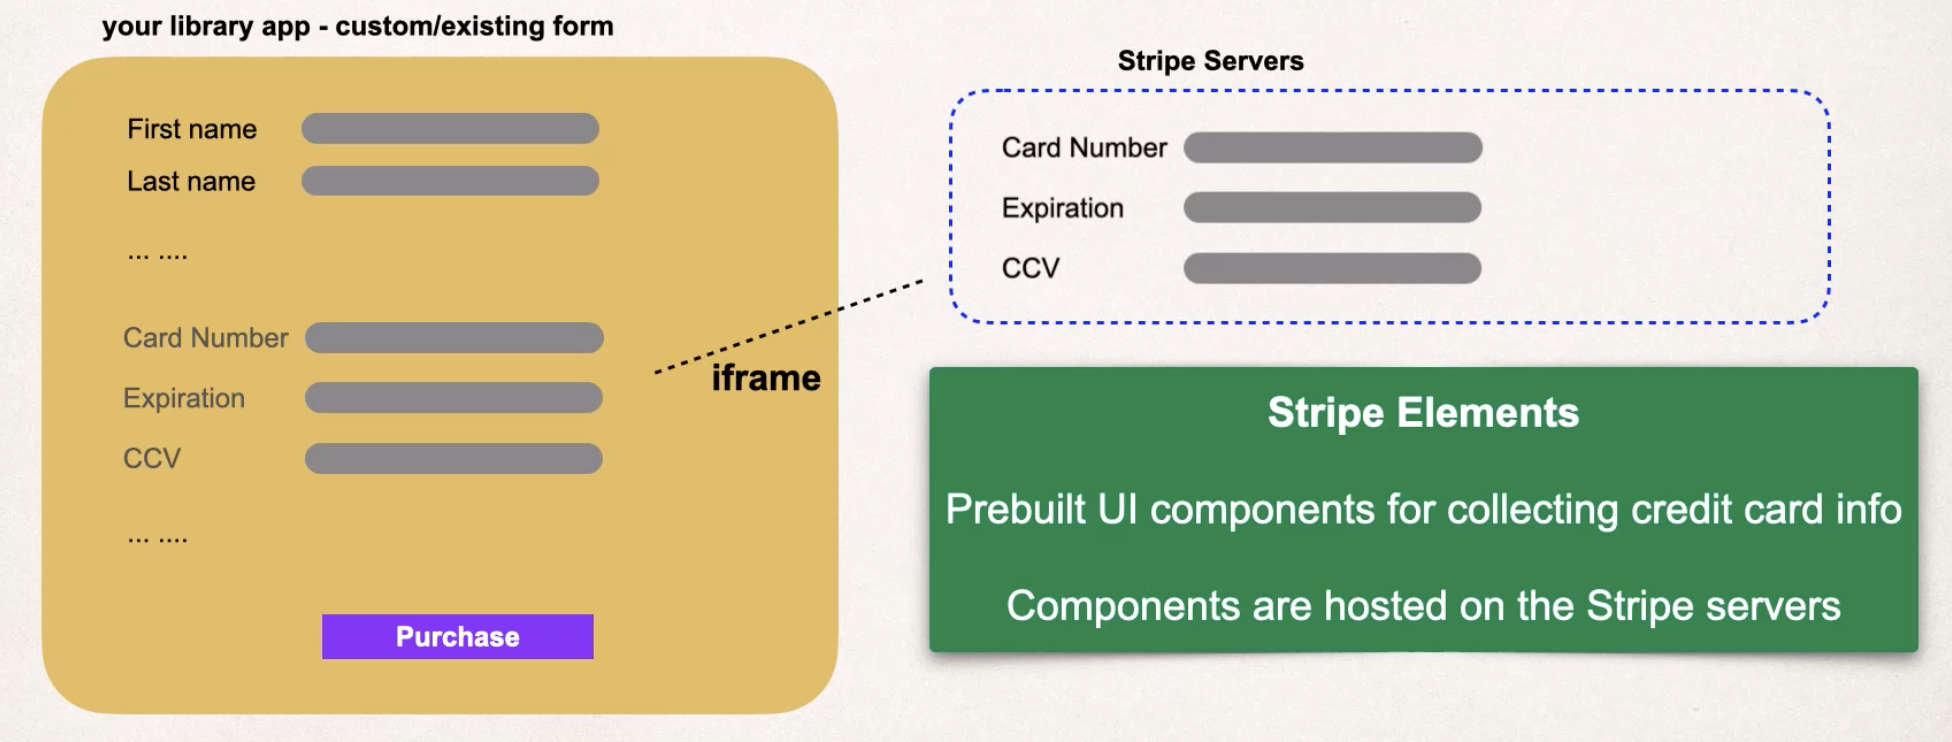 your library app - custom/existing form
First name
Last name
... ....
Card Number
Expiration
CCV
... ....
Purchase
iframe
Stripe Servers
Card Number
Expiration
CCV
Stripe Elements
Prebuilt UI components for collecting credit card info
Components are hosted on the Stripe servers